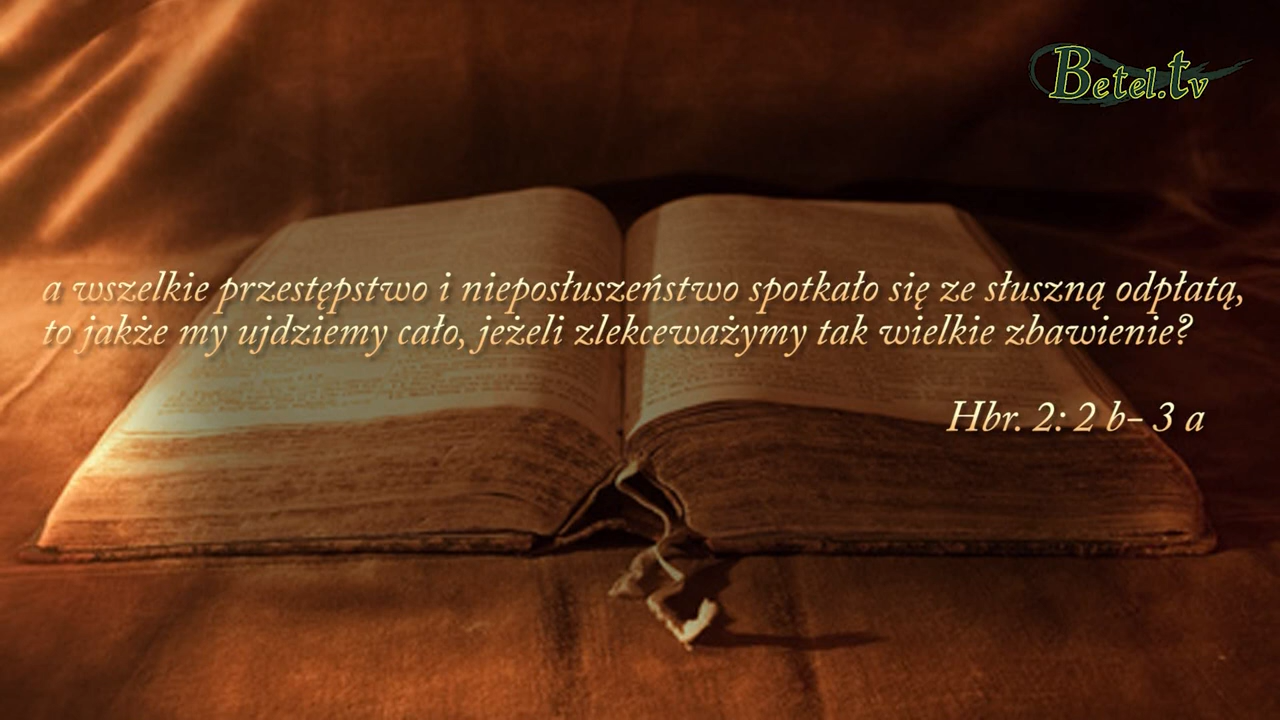 Betel.tv
a wszelkie przestępstwo i nieposłuszeństwo spotkało się ze słuszną odpłatą,
to jakże my ujdziemy cało, jeżeli zlekceważymy tak wielkie zbawienie?
Hbr. 2: 2 b- 3 a